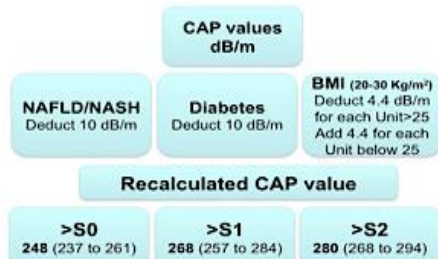 CAP values
dB/m
NAFLD/NASH
Deduct 10 dB/m
Diabetes
Deduct 10 dB/m
BMI (20-30 Kg/m²)
Deduct 4.4 dB/m
for each Unit>25
Add 4.4 for each
Unit below 25
Recalculated CAP value
>S0
248 (237 to 261)
>S1
268 (257 to 284)
>S2
280 (268 to 294)